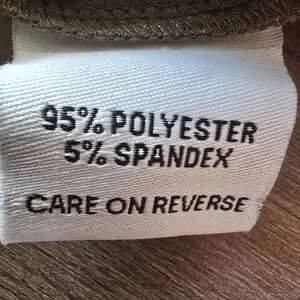 95% POLYESTER
5% SPANDEX
CARE ON REVERSE